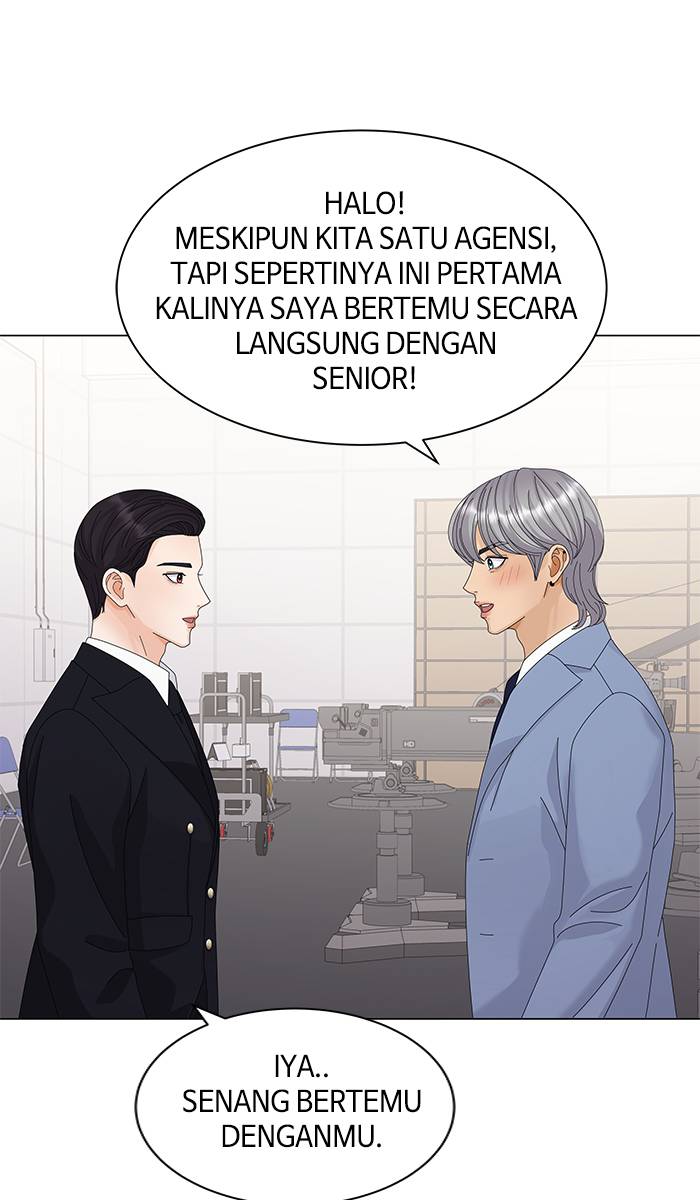 HALO!
MESKIPUN KITA SATU AGENSI,
TAPI SEPERTINYA INI PERTAMA
KALINYA SAYA BERTEMU SECARA
LANGSUNG DENGAN
SENIOR!
IYA..
SENANG BERTEMU
DENGANMU.